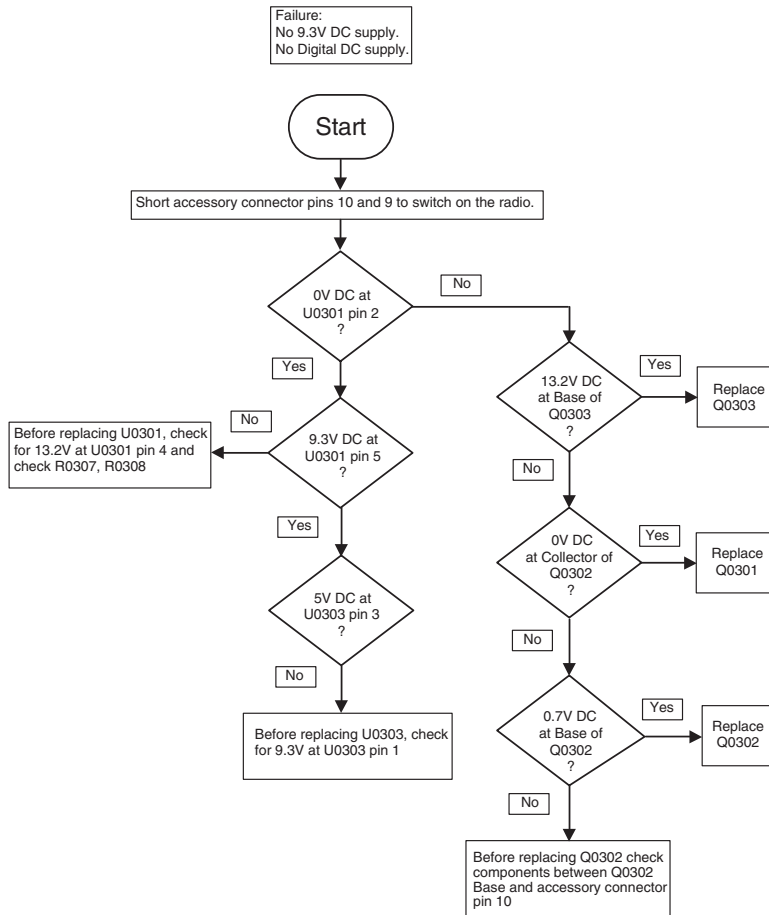 Failure:
No 9.3V DC supply.
No Digital DC supply.
Start
Short accessory connector pins 10 and 9 to switch on the radio.
0V DC at
U0301 pin 2
?
No
Yes
13.2V DC
at Base of
Q0303
?
Yes
Replace
Q0303
No
9.3V DC at
U0301 pin 5
?
No
Before replacing U0301, check
for 13.2V at U0301 pin 4 and
check R0307, R0308
Yes
0V DC
at Collector of
Q0302
?
Yes
Replace
Q0301
No
5V DC at
U0303 pin 3
?
No
Before replacing U0303, check
for 9.3V at U0303 pin 1
0.7V DC
at Base of
Q0302
?
Yes
Replace
Q0302
No
Before replacing Q0302 check
components between Q0302
Base and accessory connector
pin 10